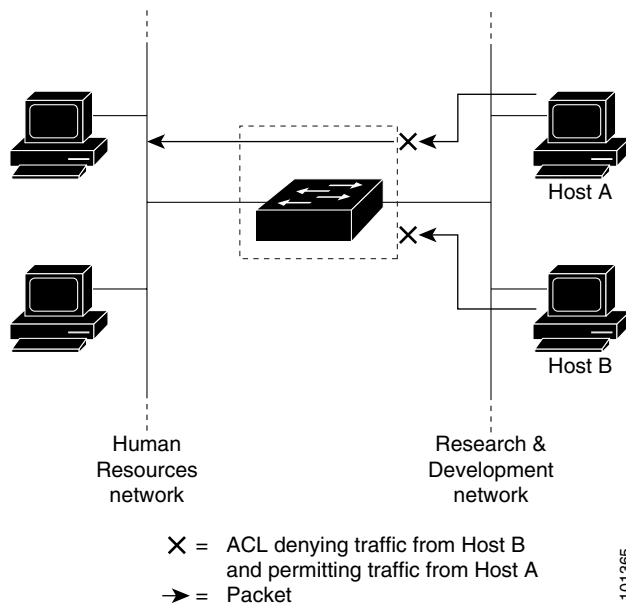 Host A
Host B
Human
Resources
network
Research &
Development
network
X = ACL denying traffic from Host B
and permitting traffic from Host A
= Packet
101365